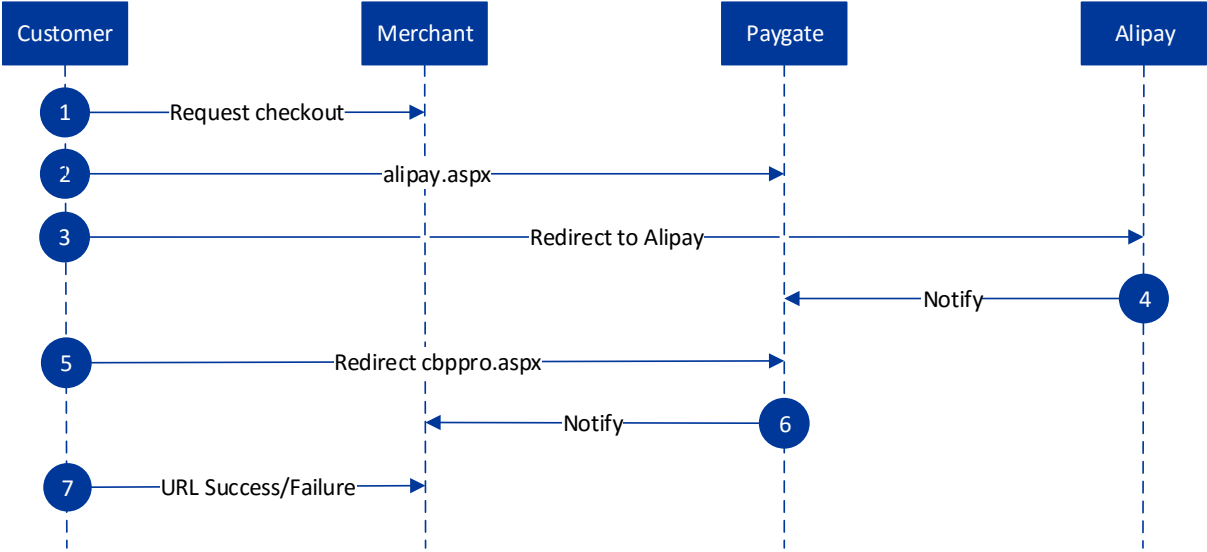 Customer
Merchant
Paygate
Alipay
1
Request checkout
2
alipay.aspx
3
Redirect to Alipay
Notify
4
5
Redirect cbppro.aspx
Notify
6
7
URL Success/Failure